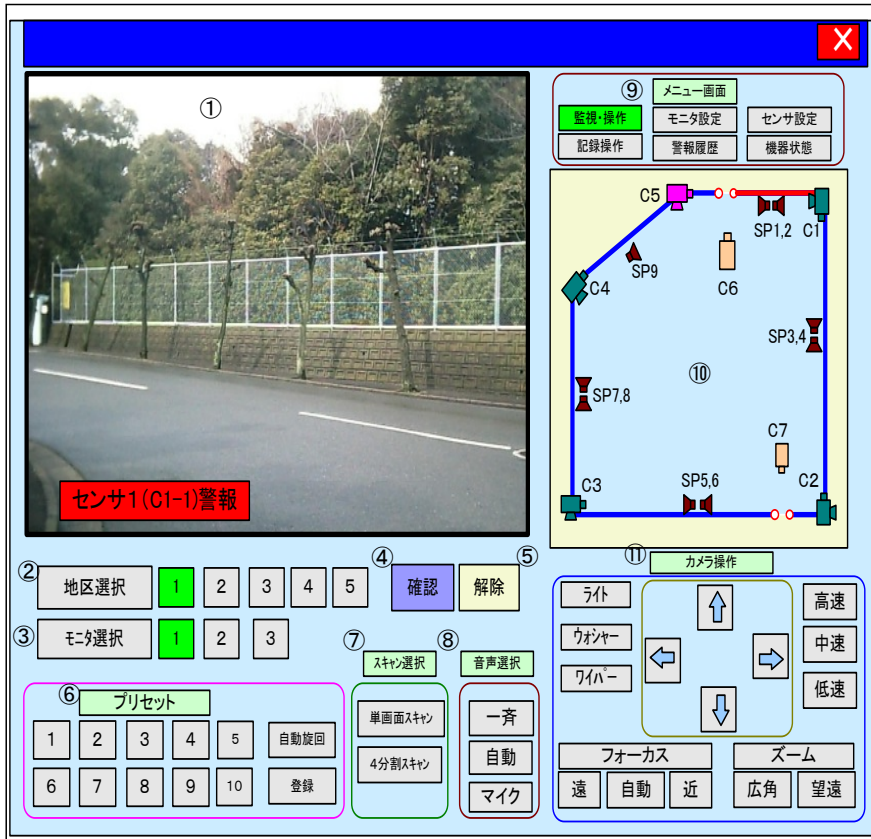 X
①
⑨
メニュー画面
監視・操作
モニタ設定
センサ設定
記録操作
警報履歴
機器状態
C5
SP1,2
C1
SP9
C6
C4
SP3,4
⑩
SP7,8
C7
C3
SP5,6
C2
センサ1(C1-1)警報
②
地区選択
1
2
3
4
5
④
確認
⑤
解除
③
モニタ選択
1
2
3
⑥
プリセット
1
2
3
4
5
自動旋回
6
7
8
9
10
登録
⑦
スキャン選択
単画面スキャン
4分割スキャン
⑧
音声選択
一斉
自動
マイク
⑪
カメラ操作
ライト
ウォシャー
ワイパー
高速
中速
低速
フォーカス
遠
自動
近
ズーム
広角
望遠